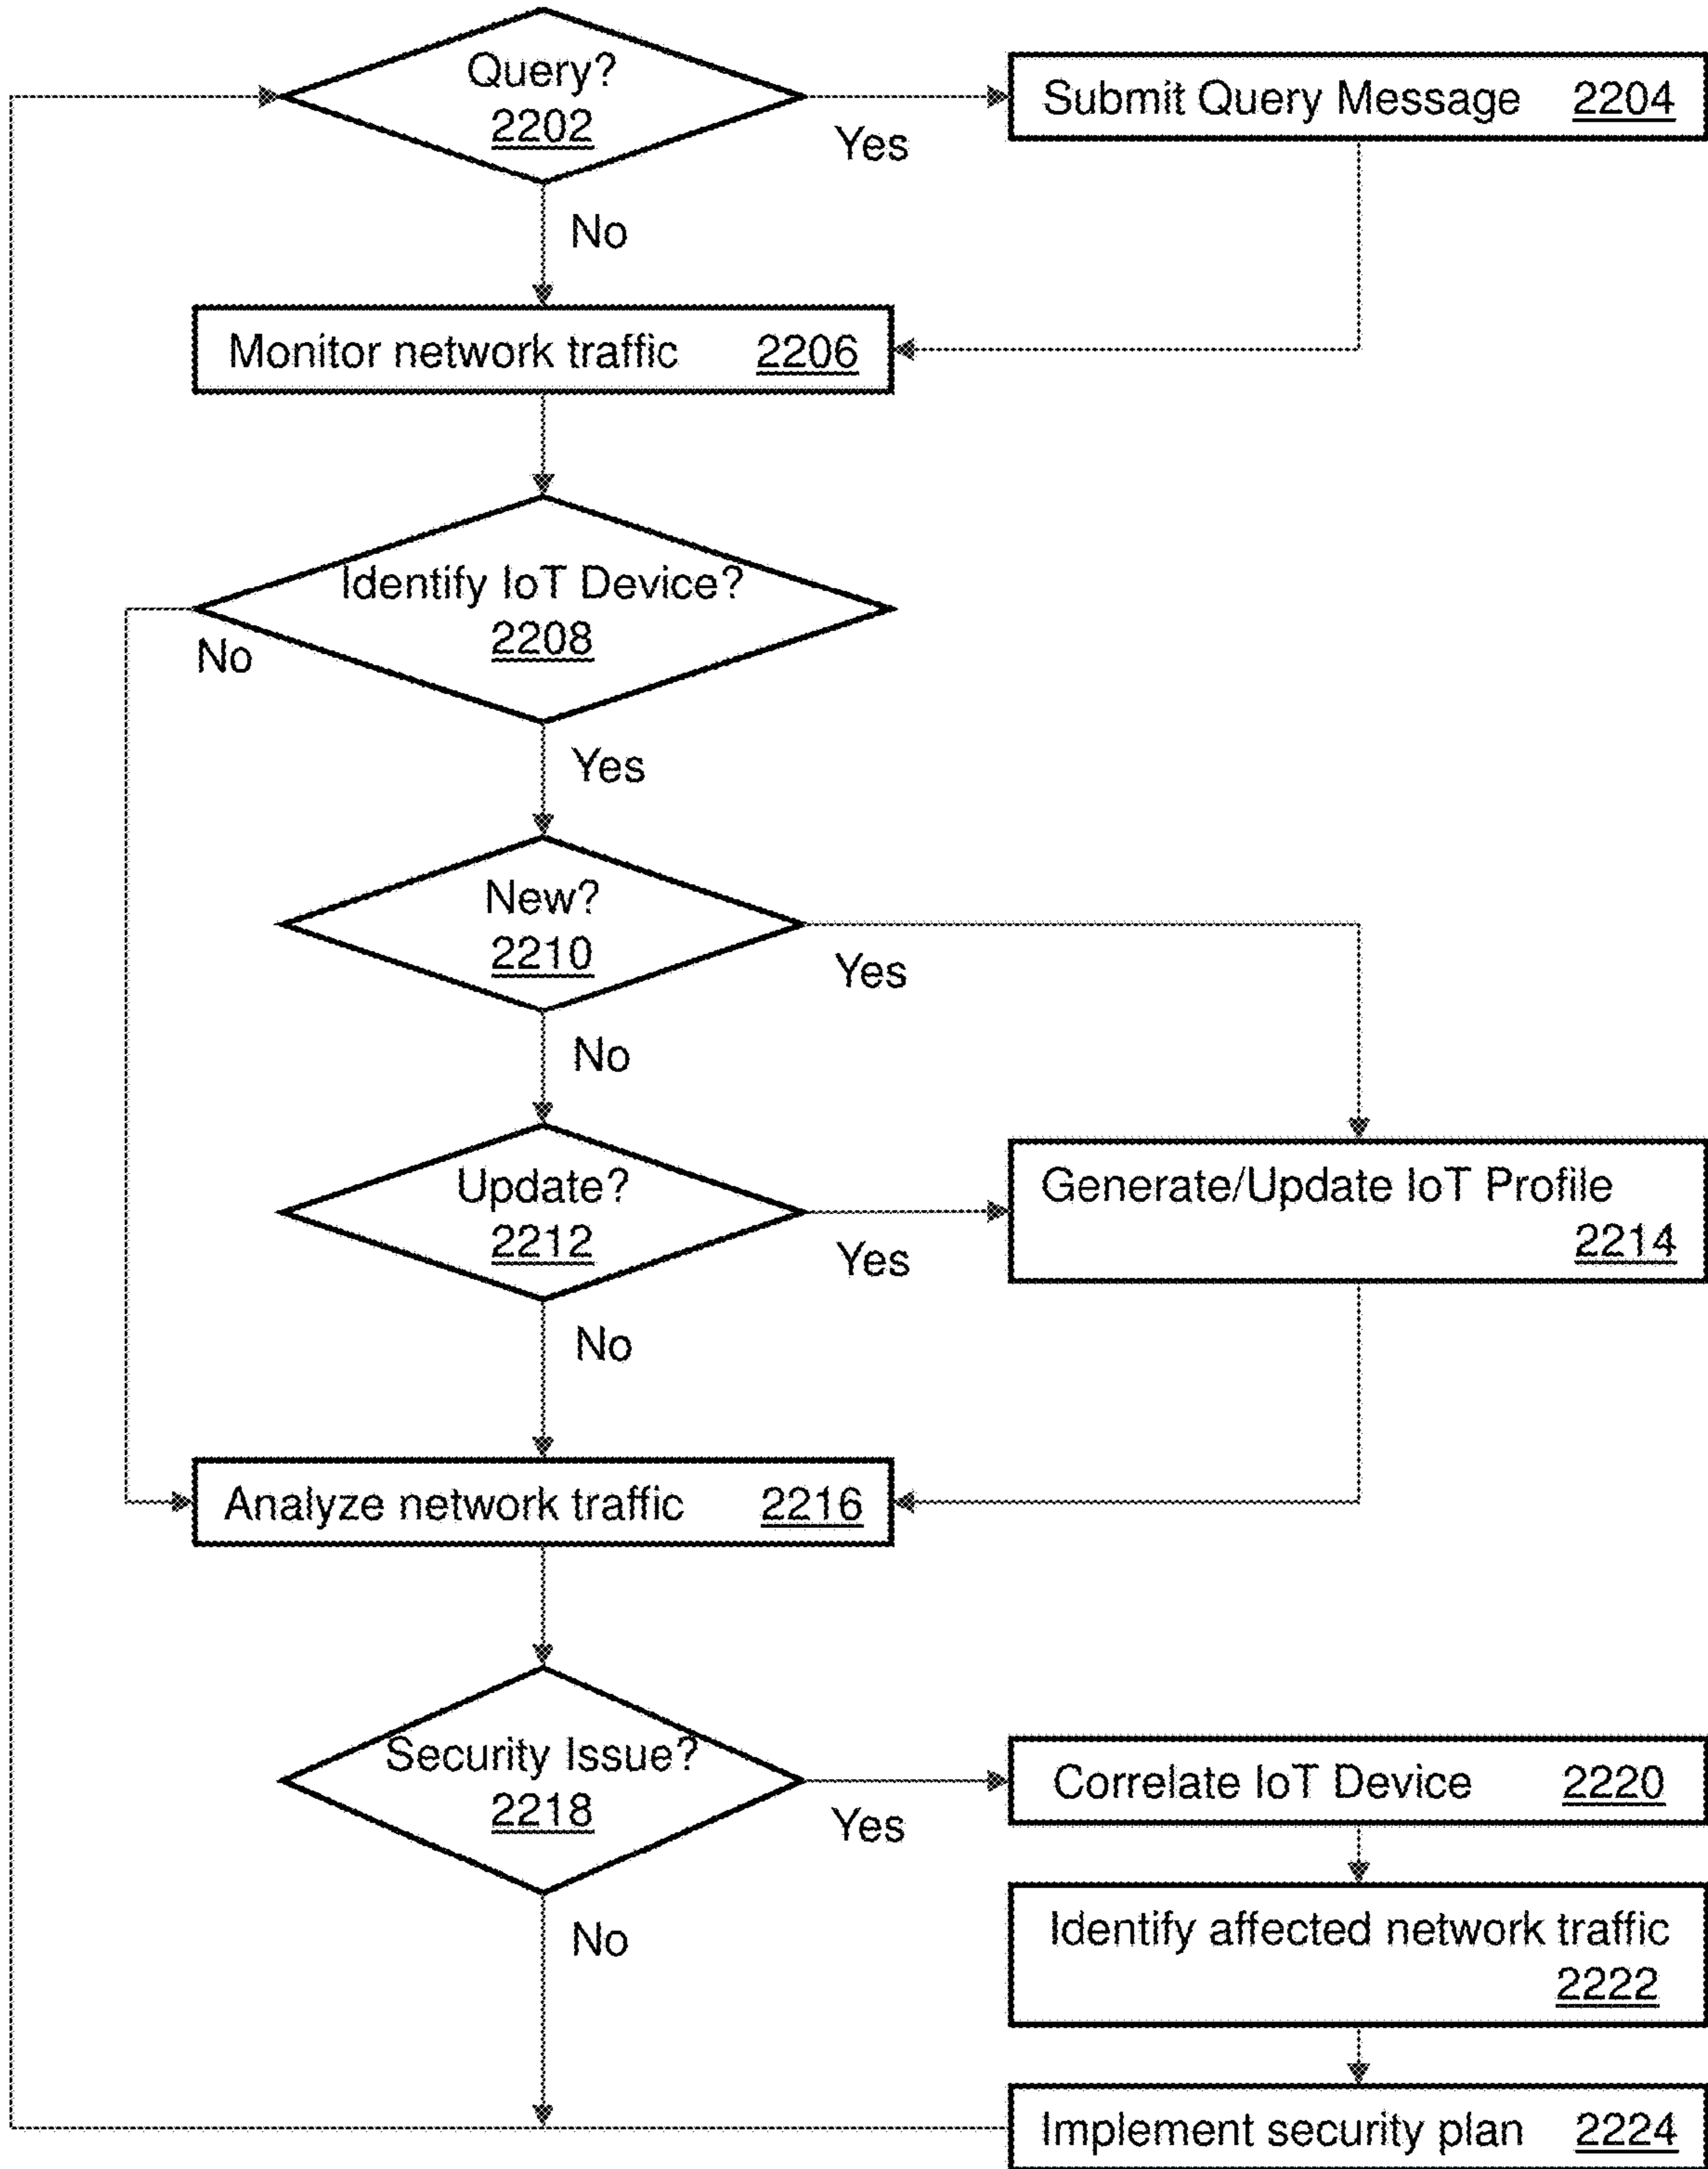 Query?
2202
Yes
Submit Query Message 2204
No
Monitor network traffic 2206
Identify IoT Device?
2208
No
Yes
New?
2210
Yes
No
Update?
2212
Yes
Generate/Update IoT Profile
2214
No
Analyze network traffic 2216
Security Issue?
2218
Yes
Correlate IoT Device 2220
No
Identify affected network traffic
2222
Implement security plan 2224